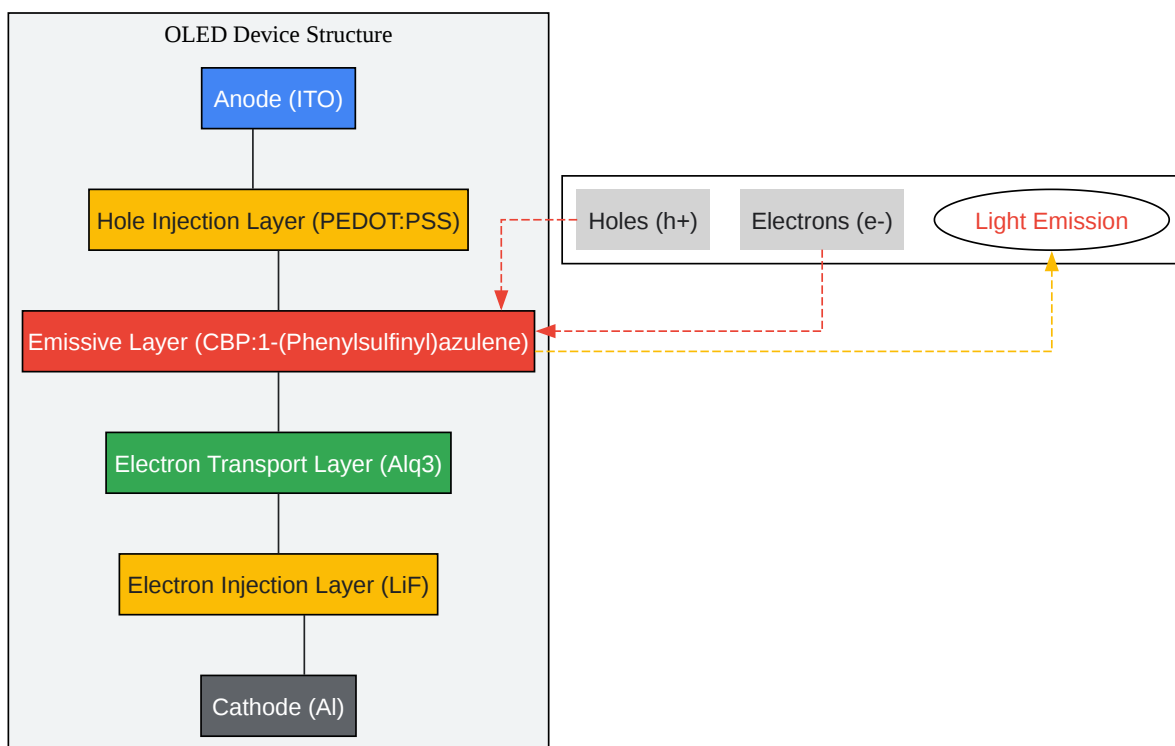 OLED Device Structure
Anode (ITO)
Hole Injection Layer (PEDOT:PSS)
Holes (h+)
Electrons (e-)
Light Emission
Emissive Layer (CBP:1-(Phenylsulfinyl)azulene)
Electron Transport Layer (Alq3)
Electron Injection Layer (LiF)
Cathode (Al)